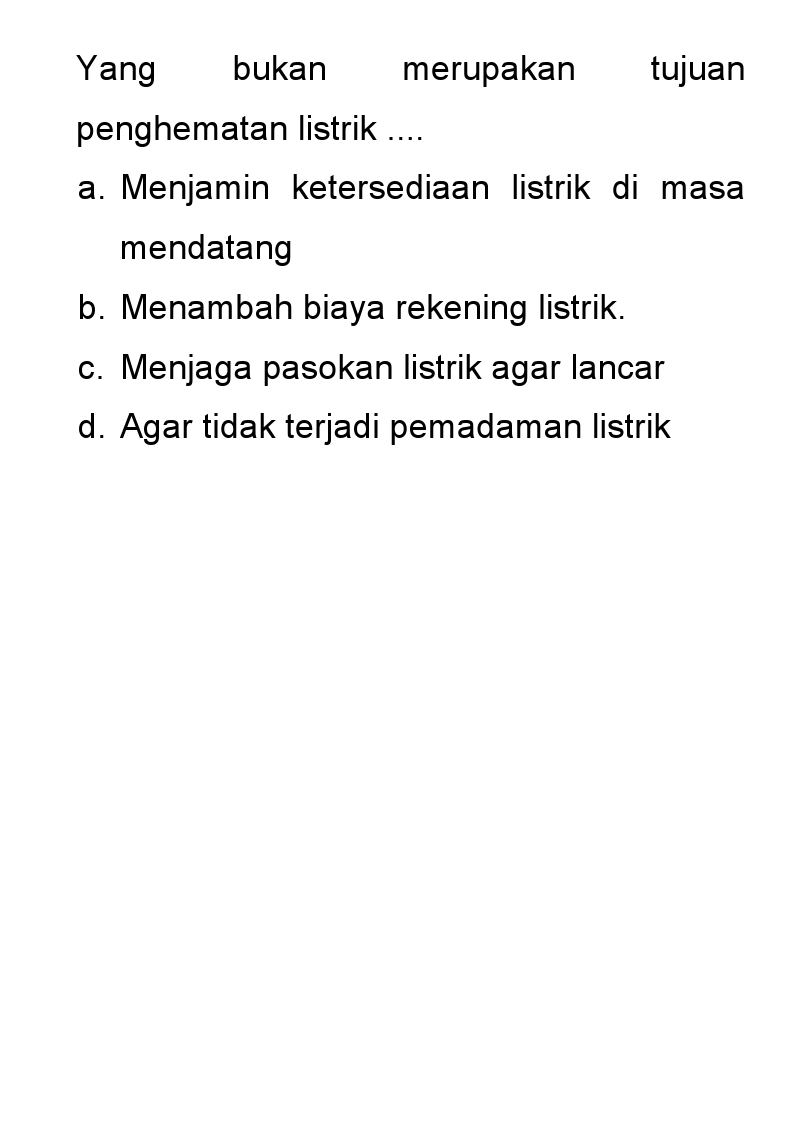 Yang bukan merupakan tujuan
penghematan listrik ....
a. Menjamin ketersediaan listrik di masa
mendatang
b. Menambah biaya rekening listrik.
c. Menjaga pasokan listrik agar lancar
d. Agar tidak terjadi pemadaman listrik